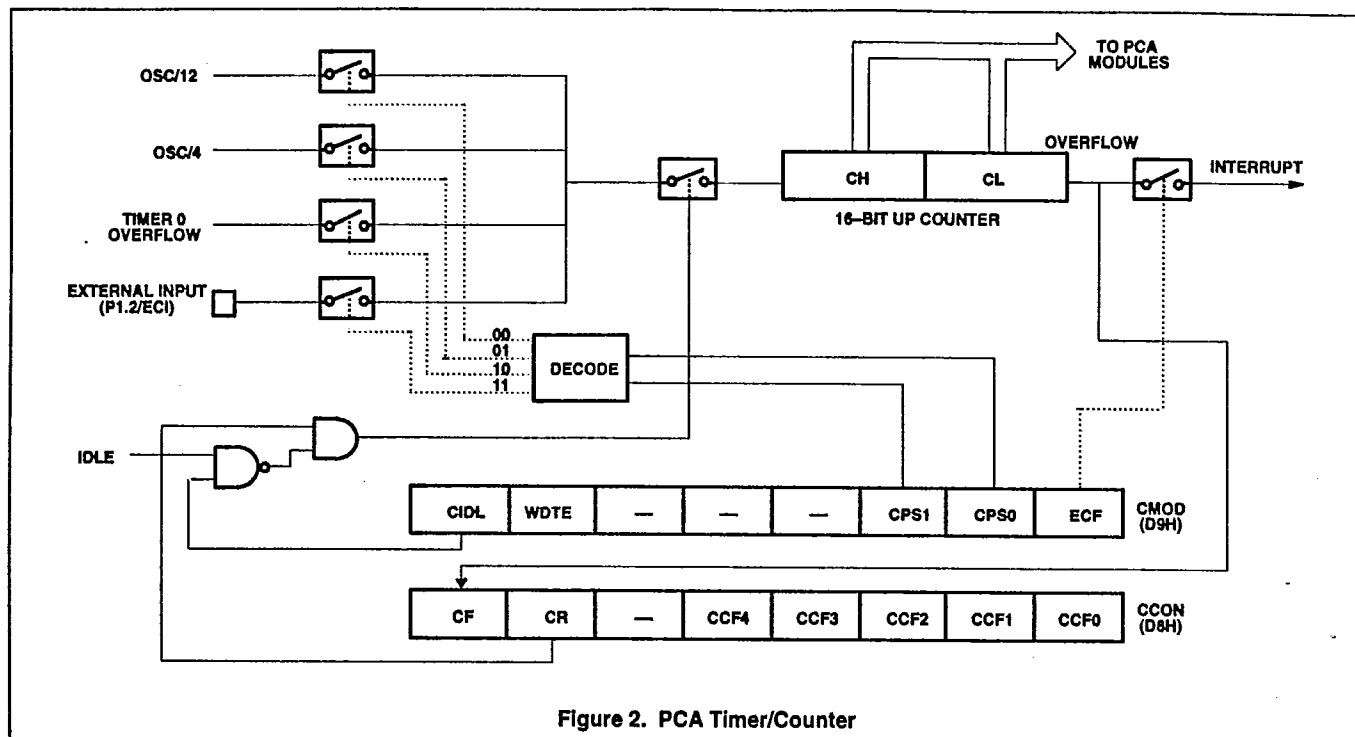 TO PCA
MODULES
OSC/12
OSC/4
OVERFLOW
CH
CL
INTERRUPT
16–BIT UP COUNTER
TIMER 0
OVERFLOW
EXTERNAL INPUT
(P1.2/ECI)
00
01
10
11
DECODE
IDLE
CIDL WDTE — — — CPS1 CPS0 ECF
CMOD
(D9H)
CF CR — CCF4 CCF3 CCF2 CCF1 CCF0
CCON
(D8H)
Figure 2. PCA Timer/Counter